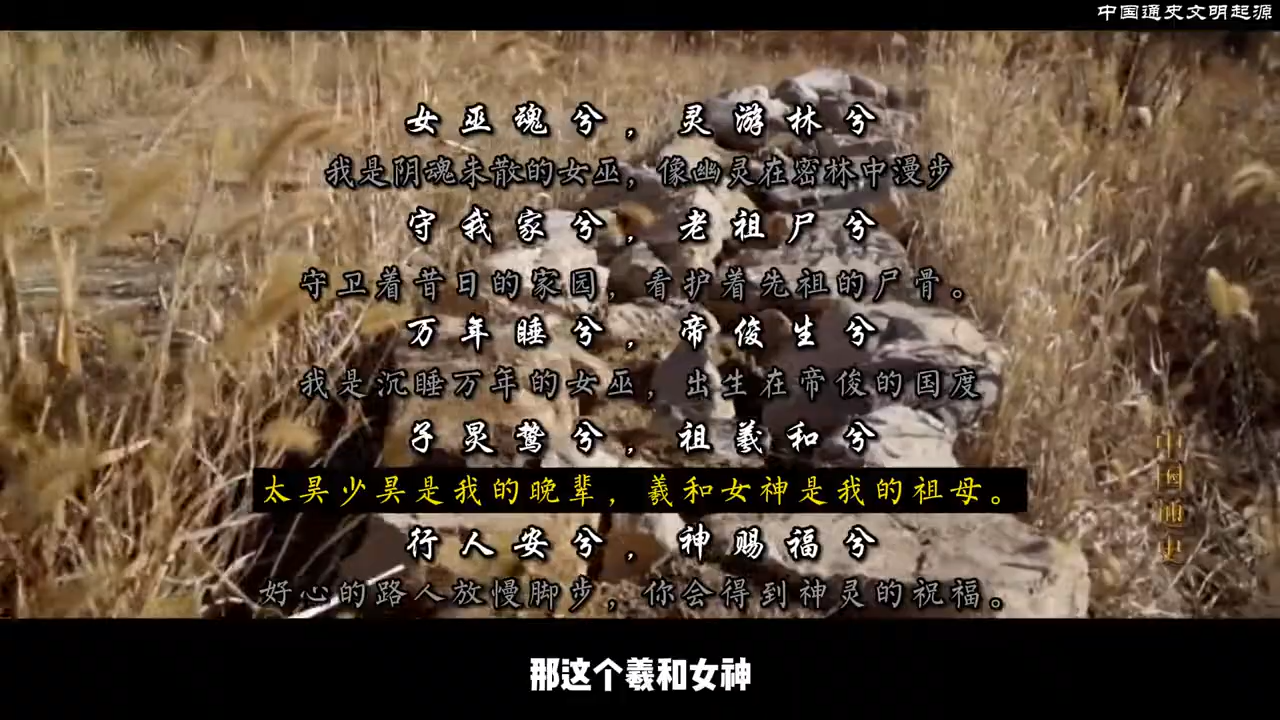 中国通史文明起源
女巫魂兮，灵游林兮
我是阴魂未散的女巫，像幽灵在密林中漫步
守我家兮，老祖尸兮
守卫着昔日的家园，看护着先祖的尸骨。
万年睡兮，帝俊生兮
我是沉睡万年的女巫，出生在帝俊的国度
子炅鸷兮，祖羲和兮
太昊少昊是我的晚辈，羲和女神是我的祖母。
行人安兮，神赐福兮
好心的路人放慢脚步，你会得到神灵的祝福。
中国通史
那这个羲和女神